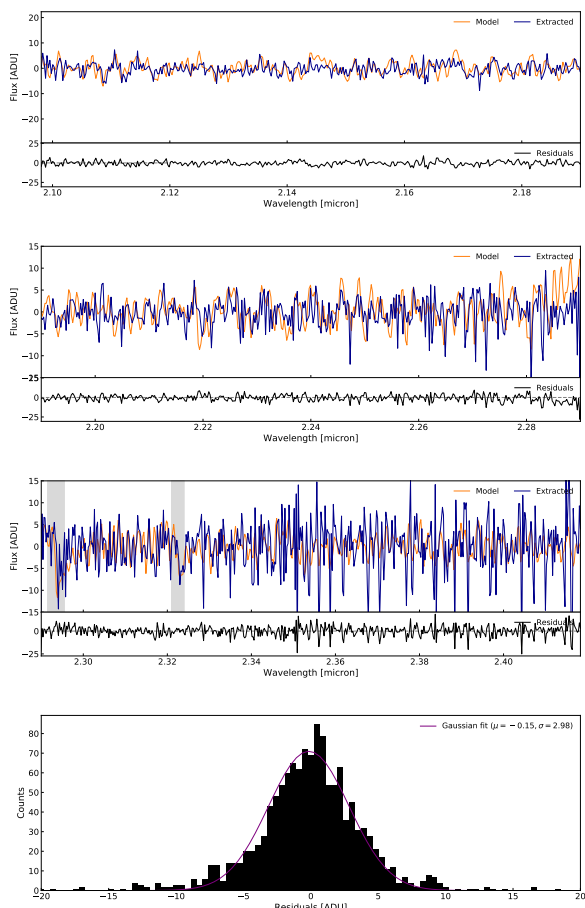 Model Extracted
20
10
0
−10
−20
Flux [ADU]
25
0
−25
Residuals
2.10 2.12 2.14 2.16 2.18
Wavelength [micron]
Model Extracted
15
10
5
0
−5
−10
−15
Flux [ADU]
25
0
−25
Residuals
2.20 2.22 2.24 2.26 2.28
Wavelength [micron]
Model Extracted
15
10
5
0
−5
−10
−15
Flux [ADU]
0
−25
Residuals
2.30 2.32 2.34 2.36 2.38 2.40
Wavelength [micron]
Gaussian fit (μ = −0.15, σ = 2.98)
80
70
60
50
40
30
20
10
0
Counts
−20 −15 −10 −5 0 5 10 15 20
Residuals [ADU]